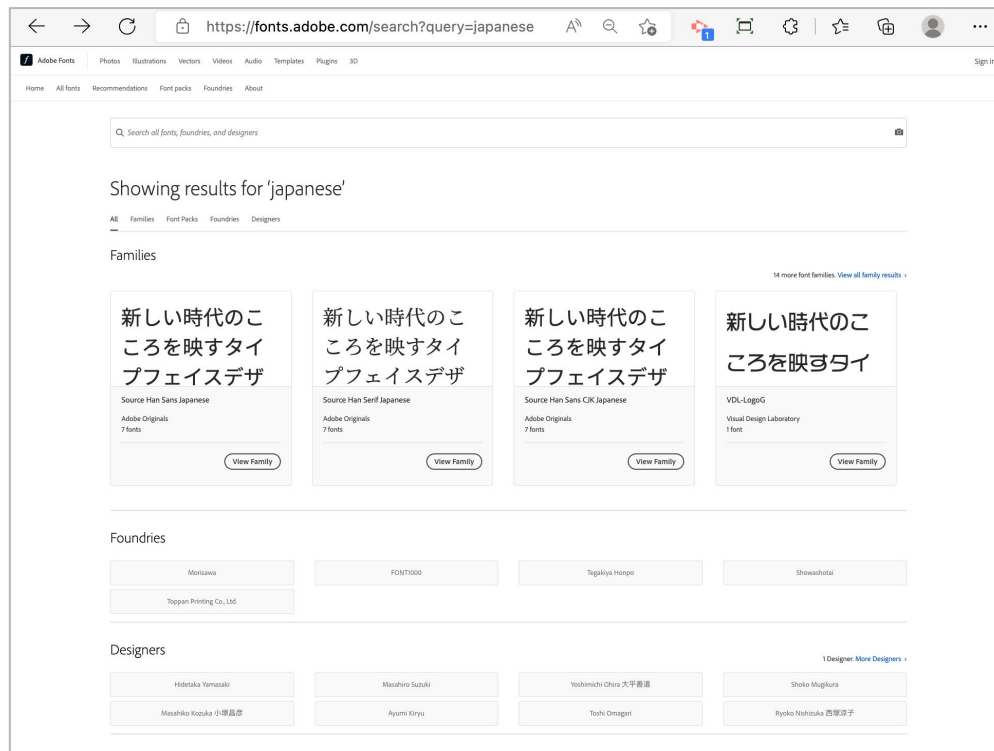 https://fonts.adobe.com/search?query=japanese
1
Adobe Fonts Photos Illustrations Vectors Videos Audio Templates Plugins 3D Sign in
Home All fonts Recommendations Font packs Foundries About
Search all fonts, foundries, and designers
Showing results for ‘japanese’
All Families Font Packs Foundries Designers
Families
14 more font families. View all family results ›
新しい時代のこ
ころを映すタイ
プフェイスデザ
Source Han Sans Japanese
Adobe Originals
7 fonts
View Family
新しい時代のこ
ころを映すタイ
プフェイスデザ
Source Han Serif Japanese
Adobe Originals
7 fonts
View Family
新しい時代のこ
ころを映すタイ
プフェイスデザ
Source Han Sans CJK Japanese
Adobe Originals
7 fonts
View Family
新しい時代のこ
ころを映すタイ
VDL-LogoG
Visual Design Laboratory
1 font
View Family
Foundries
Morisawa FONT1000 Tegakiya Honpo Showashotai
Toppan Printing Co., Ltd.
Designers
1 Designer. More Designers ›
Hidetaka Yamasaki Masahiro Suzuki Yoshimichi Ohira 大平善道 Shoko Mugikura
Masahiko Kozuka 小塚昌彦 Ayumi Kiryu Toshi Omagari Ryoko Nishizuka 西塚涼子